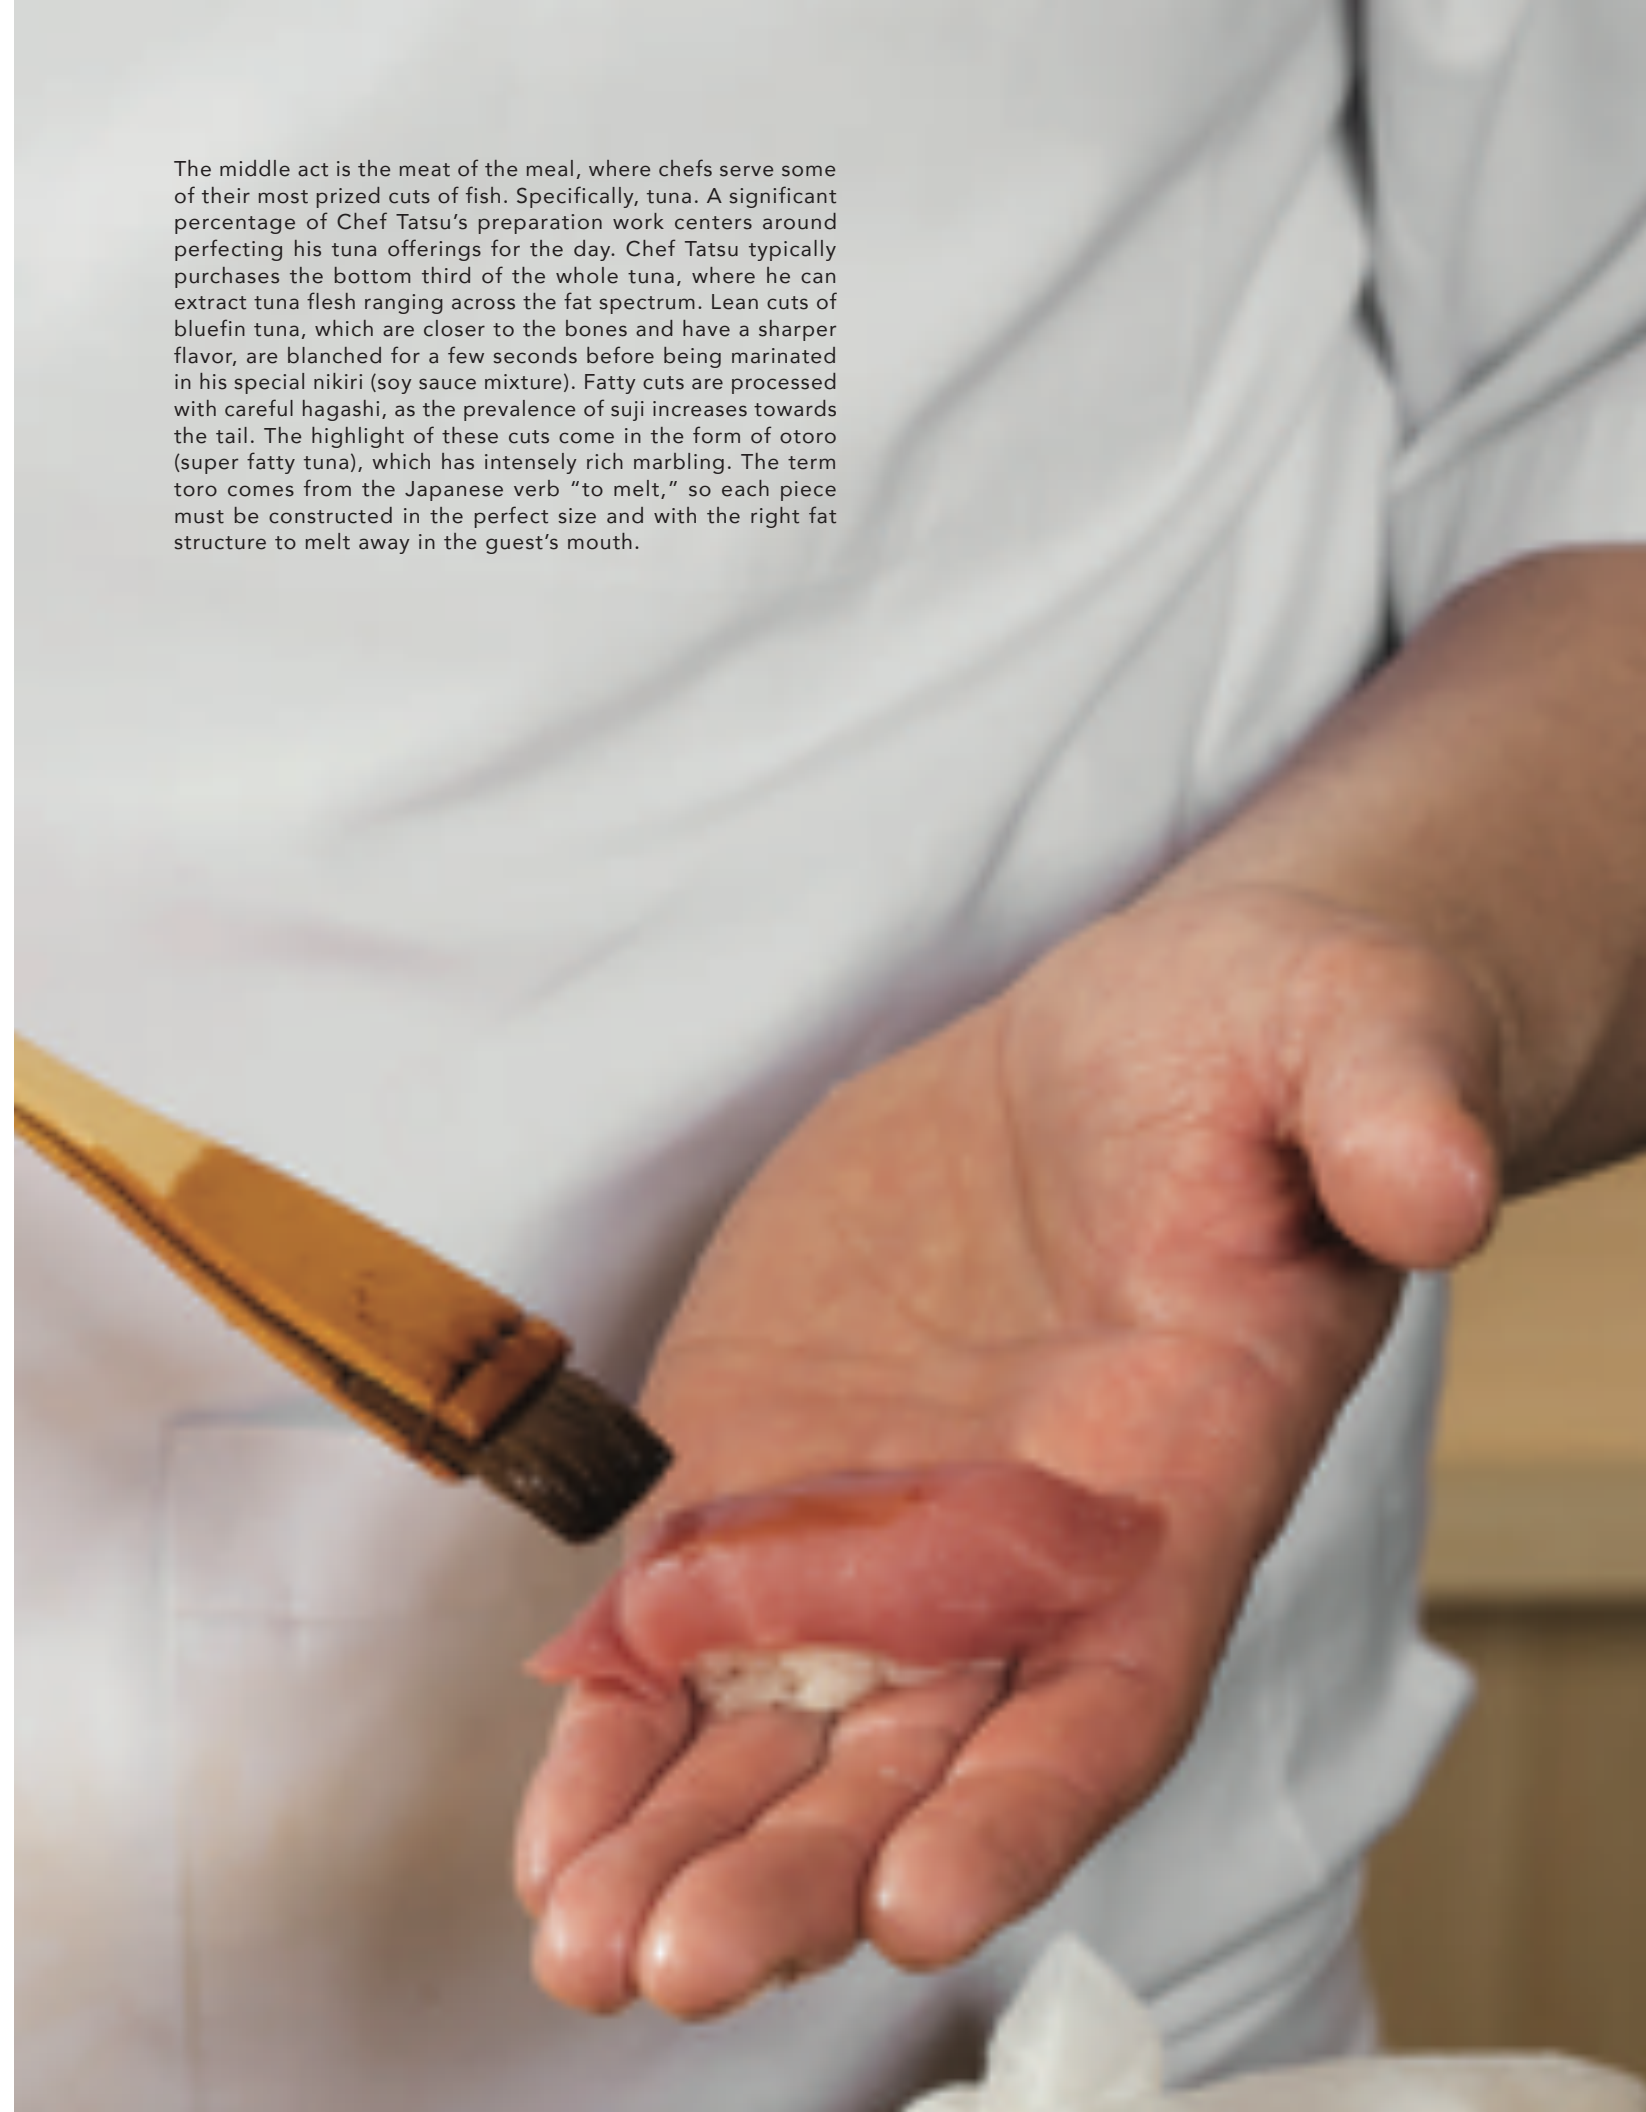 The middle act is the meat of the meal, where chefs serve some
of their most prized cuts of fish. Specifically, tuna. A significant
percentage of Chef Tatsu’s preparation work centers around
perfecting his tuna offerings for the day. Chef Tatsu typically
purchases the bottom third of the whole tuna, where he can
extract tuna flesh ranging across the fat spectrum. Lean cuts of
bluefin tuna, which are closer to the bones and have a sharper
flavor, are blanched for a few seconds before being marinated
in his special nikiri (soy sauce mixture). Fatty cuts are processed
with careful hagashi, as the prevalence of suji increases towards
the tail. The highlight of these cuts come in the form of otoro
(super fatty tuna), which has intensely rich marbling. The term
toro comes from the Japanese verb “to melt,” so each piece
must be constructed in the perfect size and with the right fat
structure to melt away in the guest’s mouth.